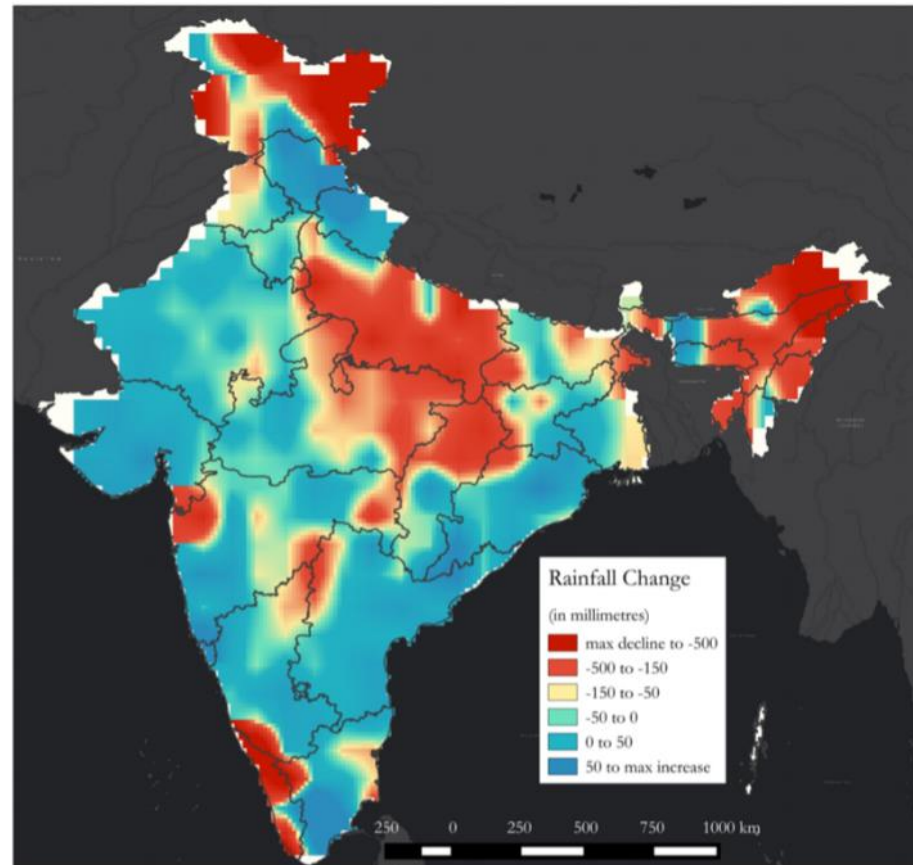 Rainfall Change
(in millimetres)
max decline to -500
-500 to -150
-150 to -50
-50 to 0
0 to 50
50 to max increase
250 0 250 500 750 1000 km